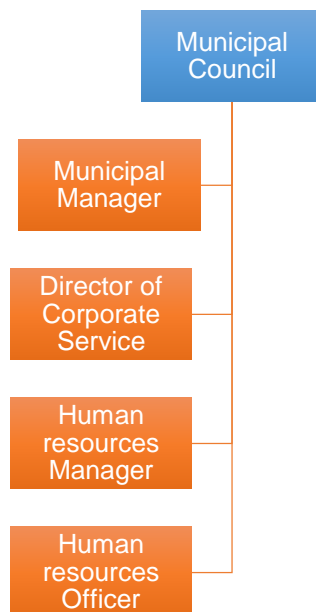 Municipal
Council
Municipal
Manager
Director of
Corporate
Service
Human
resources
Manager
Human
resources
Officer